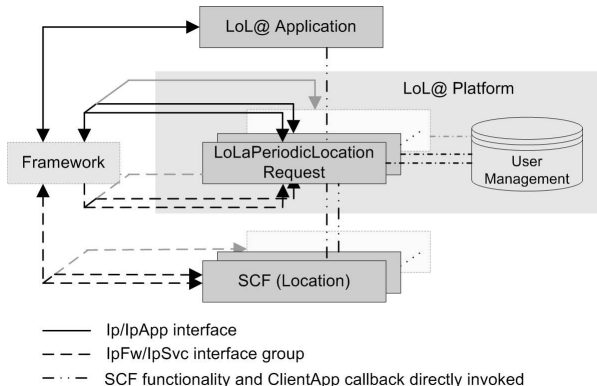 LoL@ Application
LoL@ Platform
Framework
LoLaPeriodicLocation
Request
User
Management
SCF (Location)
Ip/IpApp interface
IpFw/IpSvc interface group
SCF functionality and ClientApp callback directly invoked